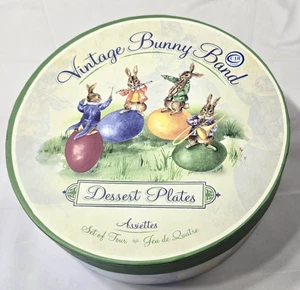 Vintage Bunny Band
Dessert Plates
Assiettes
Set of Four • Jeu de Quatre